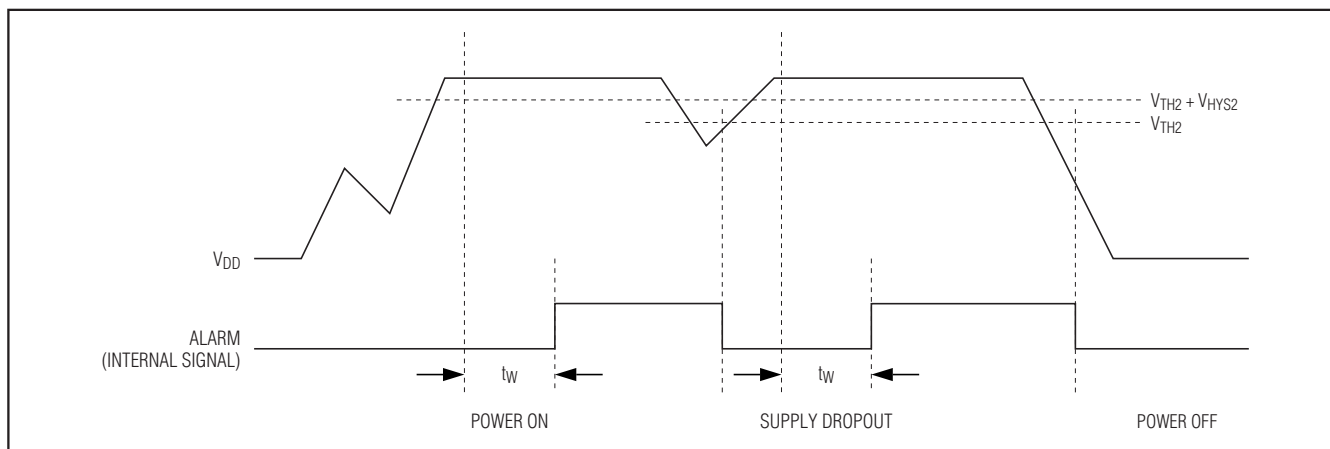 VTH2 + VHYS2
VTH2
VDD
ALARM
(INTERNAL SIGNAL)
tW
tW
POWER ON
SUPPLY DROPOUT
POWER OFF